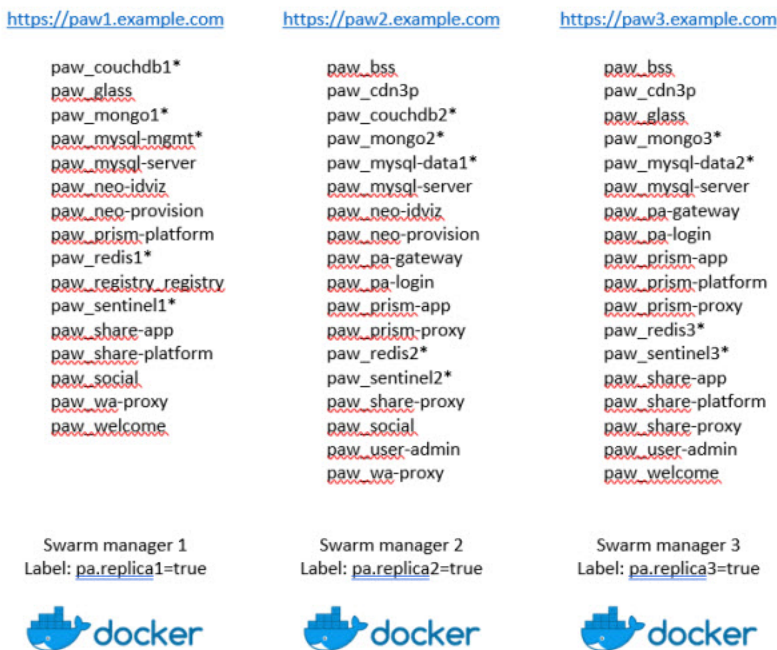 https://paw1.example.com
paw_couchdb1*
paw_glass
paw_mongo1*
paw_mysql-mgmt*
paw_mysql-server
paw_neo-idviz
paw_neo-provision
paw_prism-platform
paw_redis1*
paw_registry_registry
paw_sentinel1*
paw_share-app
paw_share-platform
paw_social
paw_wa-proxy
paw_welcome
Swarm manager 1
Label: pa.replica1=true
docker
https://paw2.example.com
paw_bss
paw_cdn3p
paw_couchdb2*
paw_mongo2*
paw_mysql-data1*
paw_mysql-server
paw_neo-idviz
paw_neo-provision
paw_pa-gateway
paw_pa-login
paw_prism-app
paw_prism-proxy
paw_redis2*
paw_sentinel2*
paw_share-proxy
paw_social
paw_user-admin
paw_wa-proxy
Swarm manager 2
Label: pa.replica2=true
docker
https://paw3.example.com
paw_bss
paw_cdn3p
paw_glass
paw_mongo3*
paw_mysql-data2*
paw_mysql-server
paw_pa-gateway
paw_pa-login
paw_prism-app
paw_prism-platform
paw_prism-proxy
paw_redis3*
paw_sentinel3*
paw_share-app
paw_share-platform
paw_share-proxy
paw_user-admin
paw_welcome
Swarm manager 3
Label: pa.replica3=true
docker